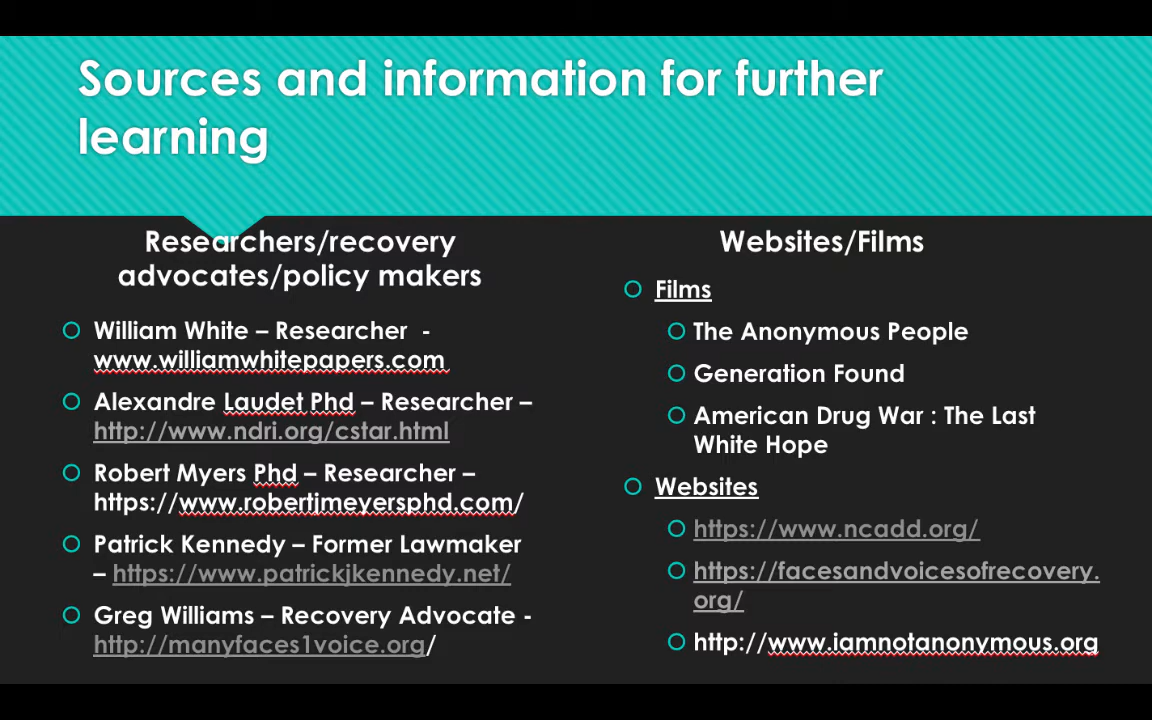 Sources and information for further
learning
Researchers/recovery
advocates/policy makers
William White – Researcher -
www.williamwhitepapers.com
Alexandre Laudet Phd – Researcher –
http://www.ndri.org/cstar.html
Robert Myers Phd – Researcher –
https://www.robertjmeyersphd.com/
Patrick Kennedy – Former Lawmaker
– https://www.patrickjkennedy.net/
Greg Williams – Recovery Advocate -
http://manyfaces1voice.org/
Websites/Films
Films
The Anonymous People
Generation Found
American Drug War : The Last
White Hope
Websites
https://www.ncadd.org/
https://facesandvoicesofrecovery.
org/
http://www.iamnotanonymous.org